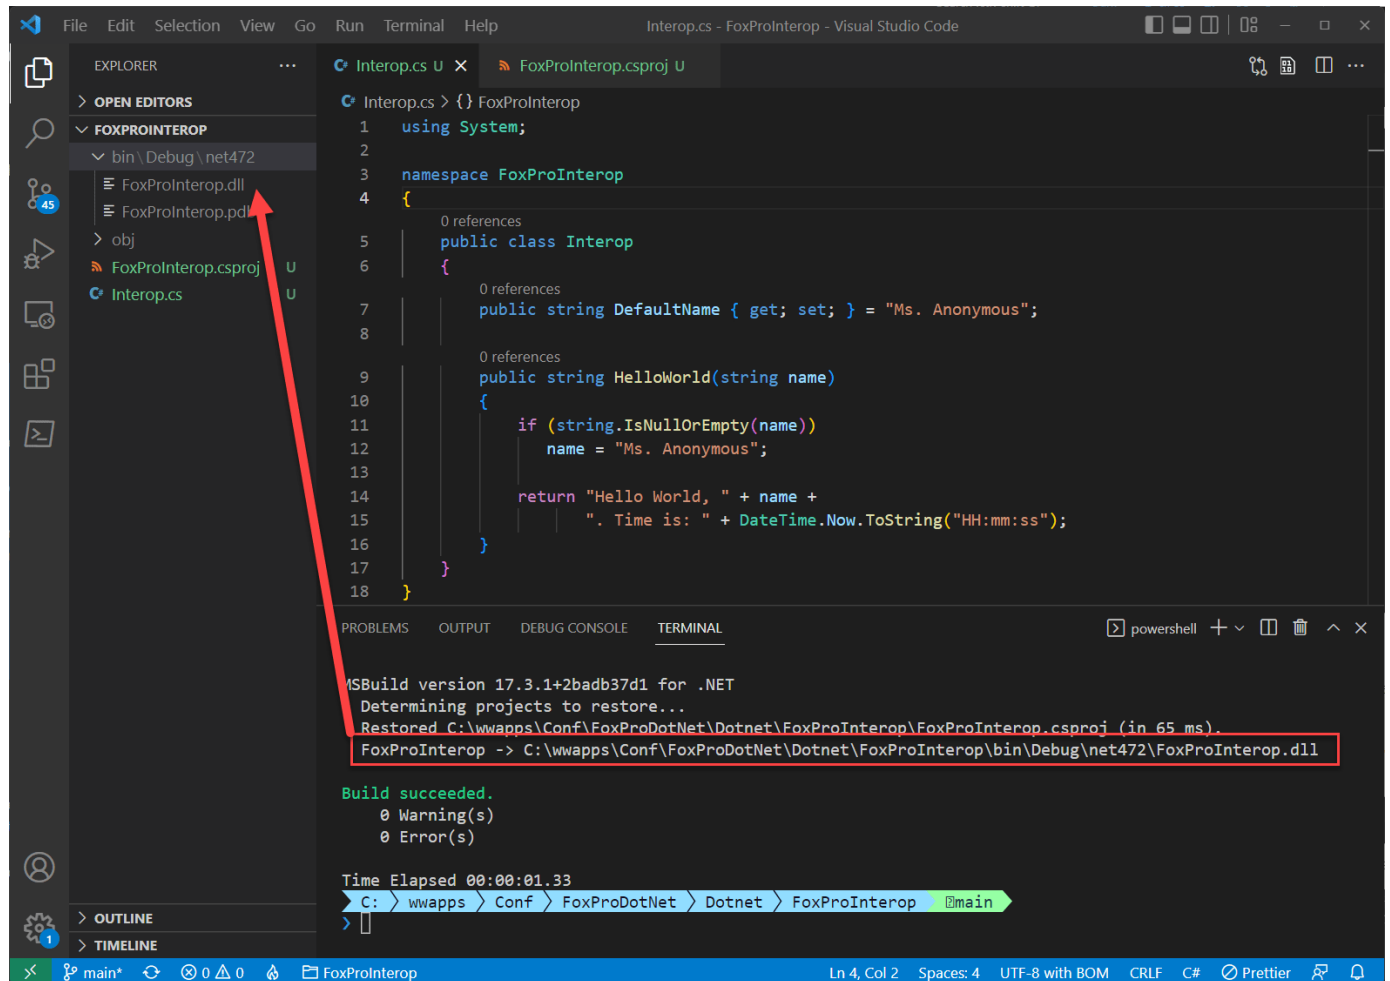 File Edit Selection View Go Run Terminal Help Interop.cs - FoxProInterop - Visual Studio Code
EXPLORER
OPEN EDITORS
FOXPROINTEROP
bin\Debug\net472
FoxProInterop.dll
FoxProInterop.pdb
obj
FoxProInterop.csproj U
Interop.cs U
45
OUTLINE
TIMELINE
1
Interop.cs U FoxProInterop.csproj U
Interop.cs > {} FoxProInterop
1 using System;
2
3 namespace FoxProInterop
4 {
0 references
5 public class Interop
6 {
0 references
7 public string DefaultName { get; set; } = "Ms. Anonymous";
8
0 references
9 public string HelloWorld(string name)
10 {
11 if (string.IsNullOrEmpty(name))
12 name = "Ms. Anonymous";
13
14 return "Hello World, " + name +
15 ". Time is: " + DateTime.Now.ToString("HH:mm:ss");
16 }
17 }
18 }
PROBLEMS OUTPUT DEBUG CONSOLE TERMINAL powershell
MSBuild version 17.3.1+2badb37d1 for .NET
Determining projects to restore...
Restored C:\wwapps\Conf\FoxProDotNet\Dotnet\FoxProInterop\FoxProInterop.csproj (in 65 ms).
FoxProInterop -> C:\wwapps\Conf\FoxProDotNet\Dotnet\FoxProInterop\bin\Debug\net472\FoxProInterop.dll
Build succeeded.
0 Warning(s)
0 Error(s)
Time Elapsed 00:00:01.33
C: wwapps Conf FoxProDotNet Dotnet FoxProInterop main
main* 0 0 FoxProInterop Ln 4, Col 2 Spaces: 4 UTF-8 with BOM CRLF C# Prettier